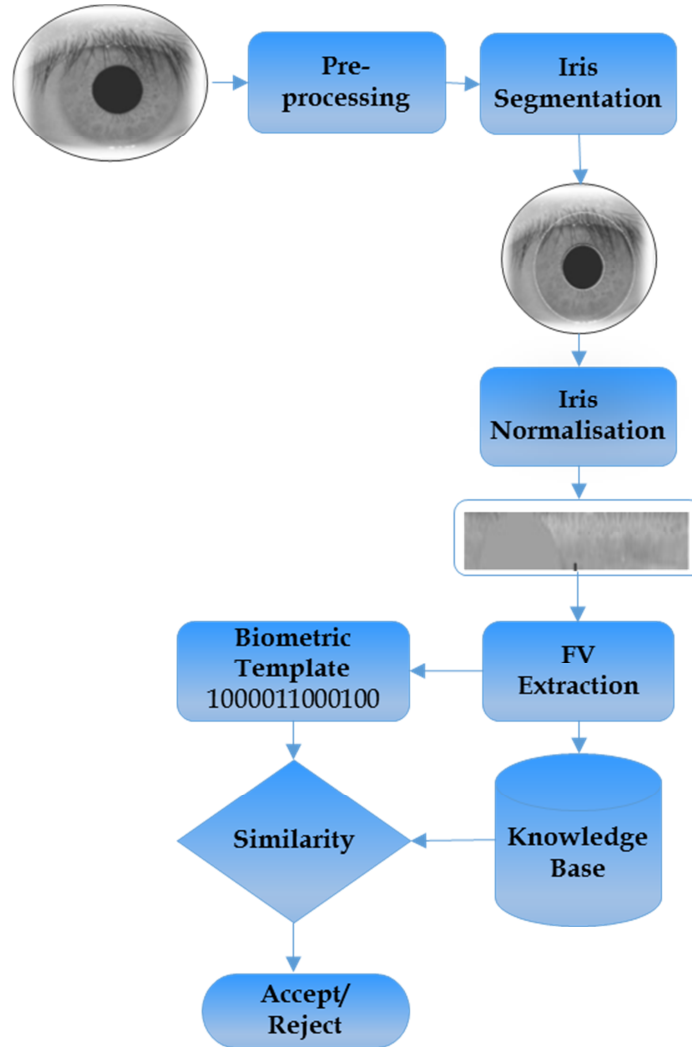 Pre-
processing
Iris
Segmentation
Iris
Normalisation
FV
Extraction
Biometric
Template
1000011000100
Similarity
Knowledge
Base
Accept/
Reject